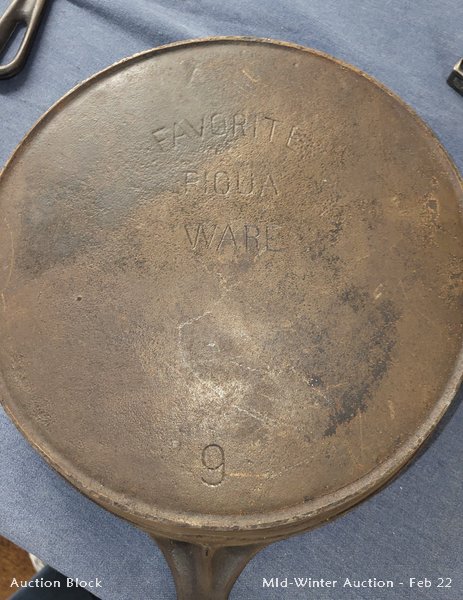 FAVORITE
PIQUA
WARE
9
Auction Block
MId-Winter Auction - Feb 22